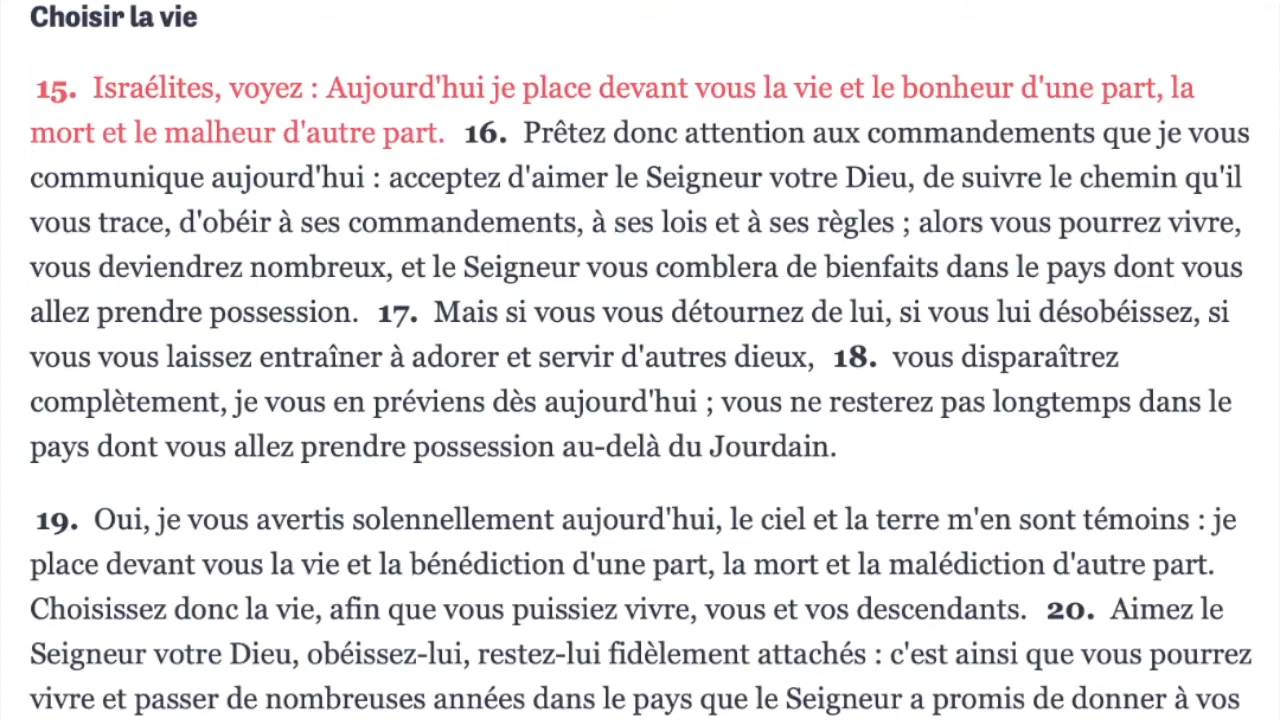 Choisir la vie
15. Israélites, voyez : Aujourd'hui je place devant vous la vie et le bonheur d'une part, la
mort et le malheur d'autre part. 16. Prêtez donc attention aux commandements que je vous
communique aujourd'hui : acceptez d'aimer le Seigneur votre Dieu, de suivre le chemin qu'il
vous trace, d'obéir à ses commandements, à ses lois et à ses règles ; alors vous pourrez vivre,
vous deviendrez nombreux, et le Seigneur vous comblera de bienfaits dans le pays dont vous
allez prendre possession. 17. Mais si vous vous détournez de lui, si vous lui désobéissez, si
vous vous laissez entraîner à adorer et servir d'autres dieux, 18. vous disparaîtrez
complètement, je vous en préviens dès aujourd'hui ; vous ne resterez pas longtemps dans le
pays dont vous allez prendre possession au-delà du Jourdain.
19. Oui, je vous avertis solennellement aujourd'hui, le ciel et la terre m'en sont témoins : je
place devant vous la vie et la bénédiction d'une part, la mort et la malédiction d'autre part.
Choisissez donc la vie, afin que vous puissiez vivre, vous et vos descendants. 20. Aimez le
Seigneur votre Dieu, obéissez-lui, restez-lui fidèlement attachés : c'est ainsi que vous pourrez
vivre et passer de nombreuses années dans le pays que le Seigneur a promis de donner à vos